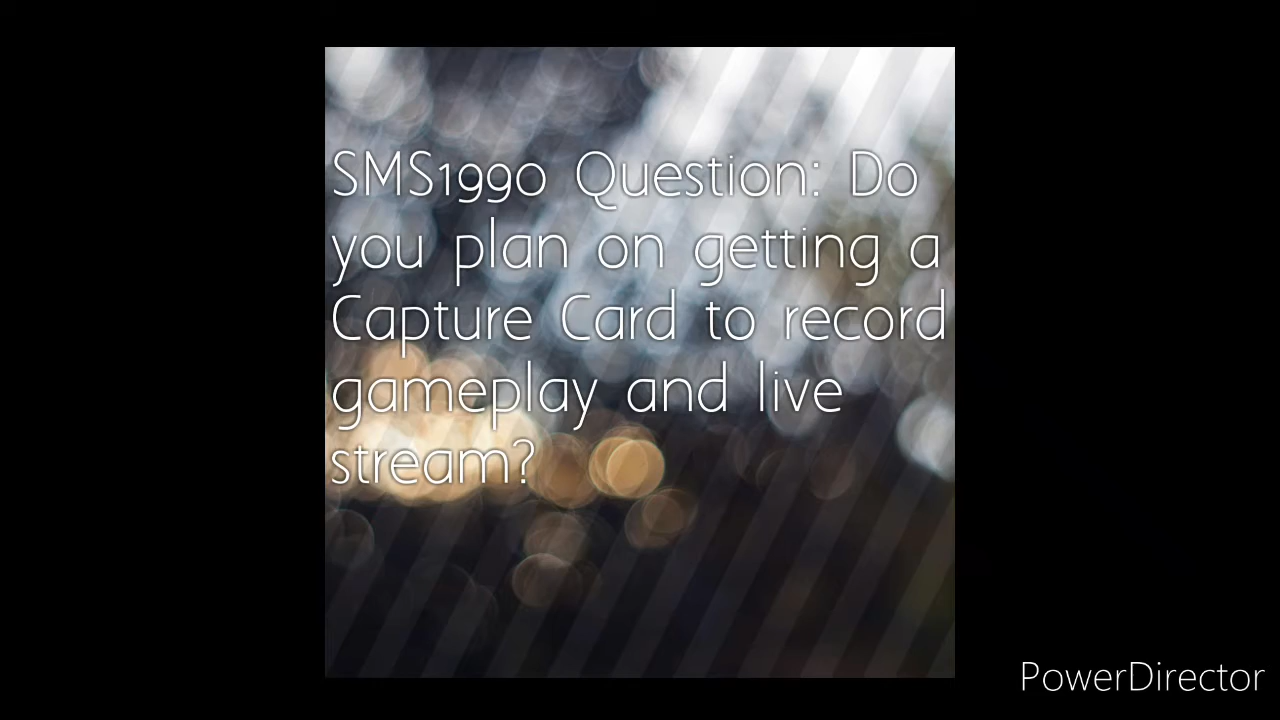 SMS1990 Question: Do
you plan on getting a
Capture Card to record
gameplay and live
stream?
PowerDirector